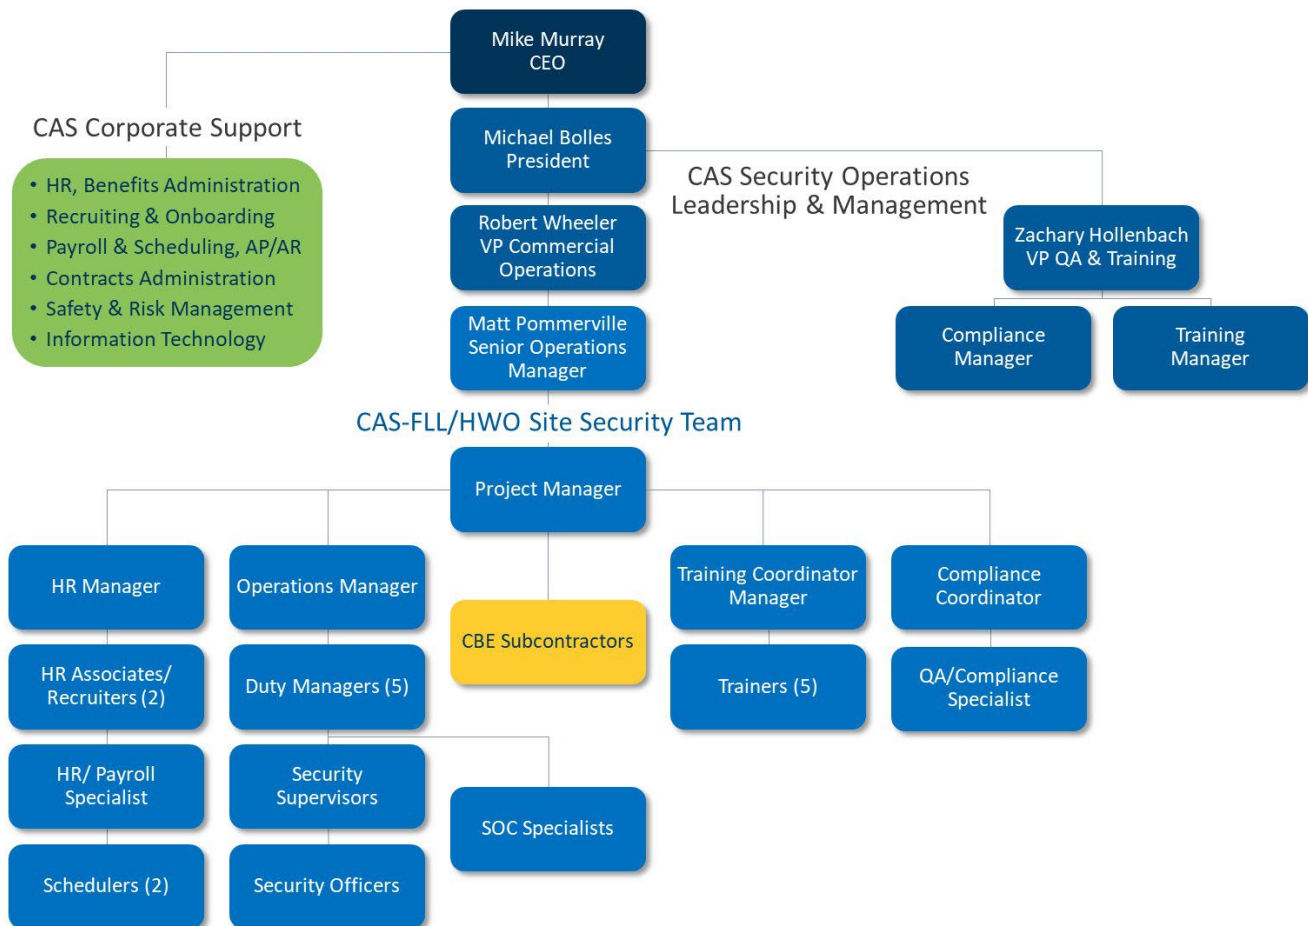 Mike Murray
CEO
CAS Corporate Support
• HR, Benefits Administration
• Recruiting & Onboarding
• Payroll & Scheduling, AP/AR
• Contracts Administration
• Safety & Risk Management
• Information Technology
Michael Bolles
President
CAS Security Operations
Leadership & Management
Robert Wheeler
VP Commercial
Operations
Zachary Hollenbach
VP QA & Training
Matt Pommerville
Senior Operations
Manager
Compliance
Manager
Training
Manager
CAS-FLL/HWO Site Security Team
Project Manager
HR Manager
Operations Manager
CBE Subcontractors
Training Coordinator
Manager
Compliance
Coordinator
HR Associates/
Recruiters (2)
Duty Managers (5)
Trainers (5)
QA/Compliance
Specialist
HR/ Payroll
Specialist
Security
Supervisors
SOC Specialists
Schedulers (2)
Security Officers